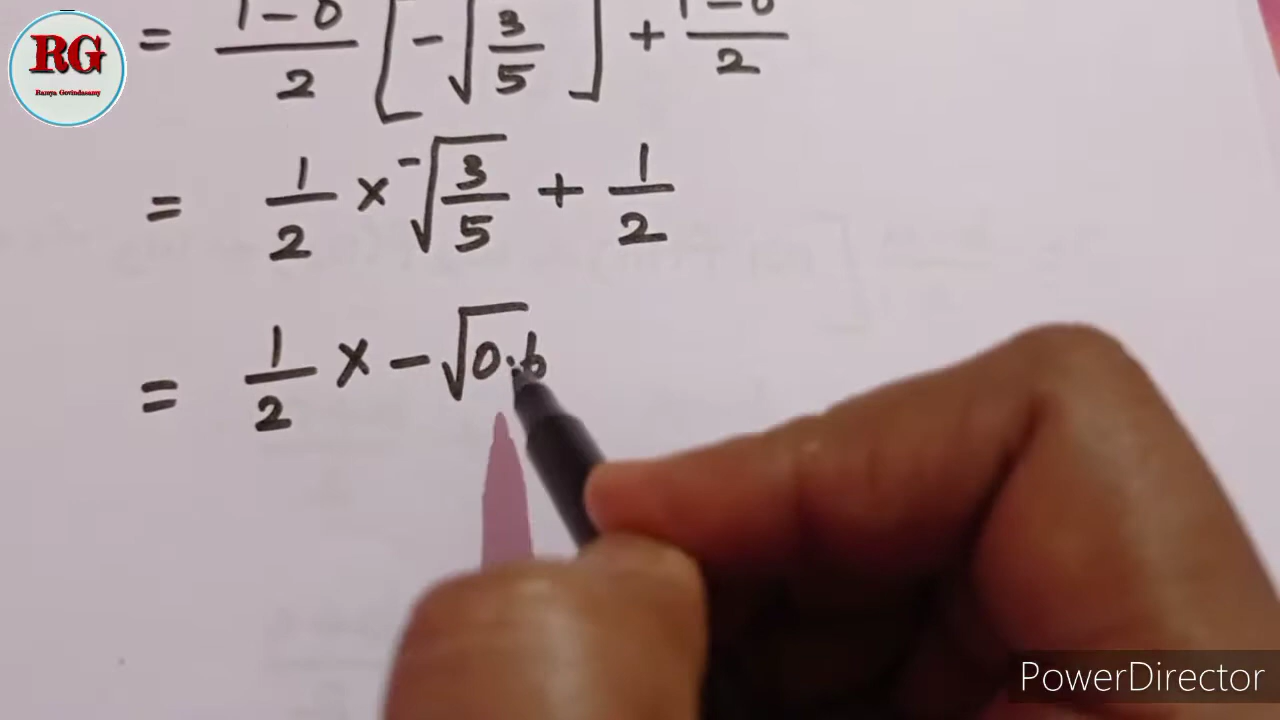 RG
Ramya Govindasamy
= 1-0/2 [-√3/5] + 1-0/2
= 1/2 × -√3/5 + 1/2
= 1/2 × -√0.6
PowerDirector